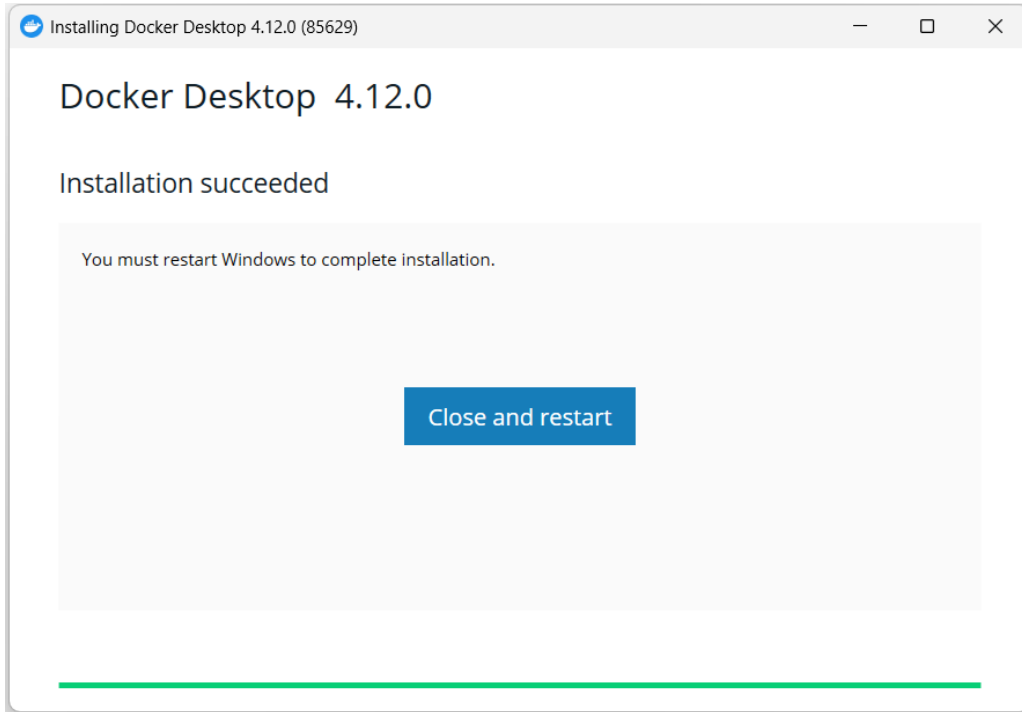 Installing Docker Desktop 4.12.0 (85629)
Docker Desktop 4.12.0
Installation succeeded
You must restart Windows to complete installation.
Close and restart